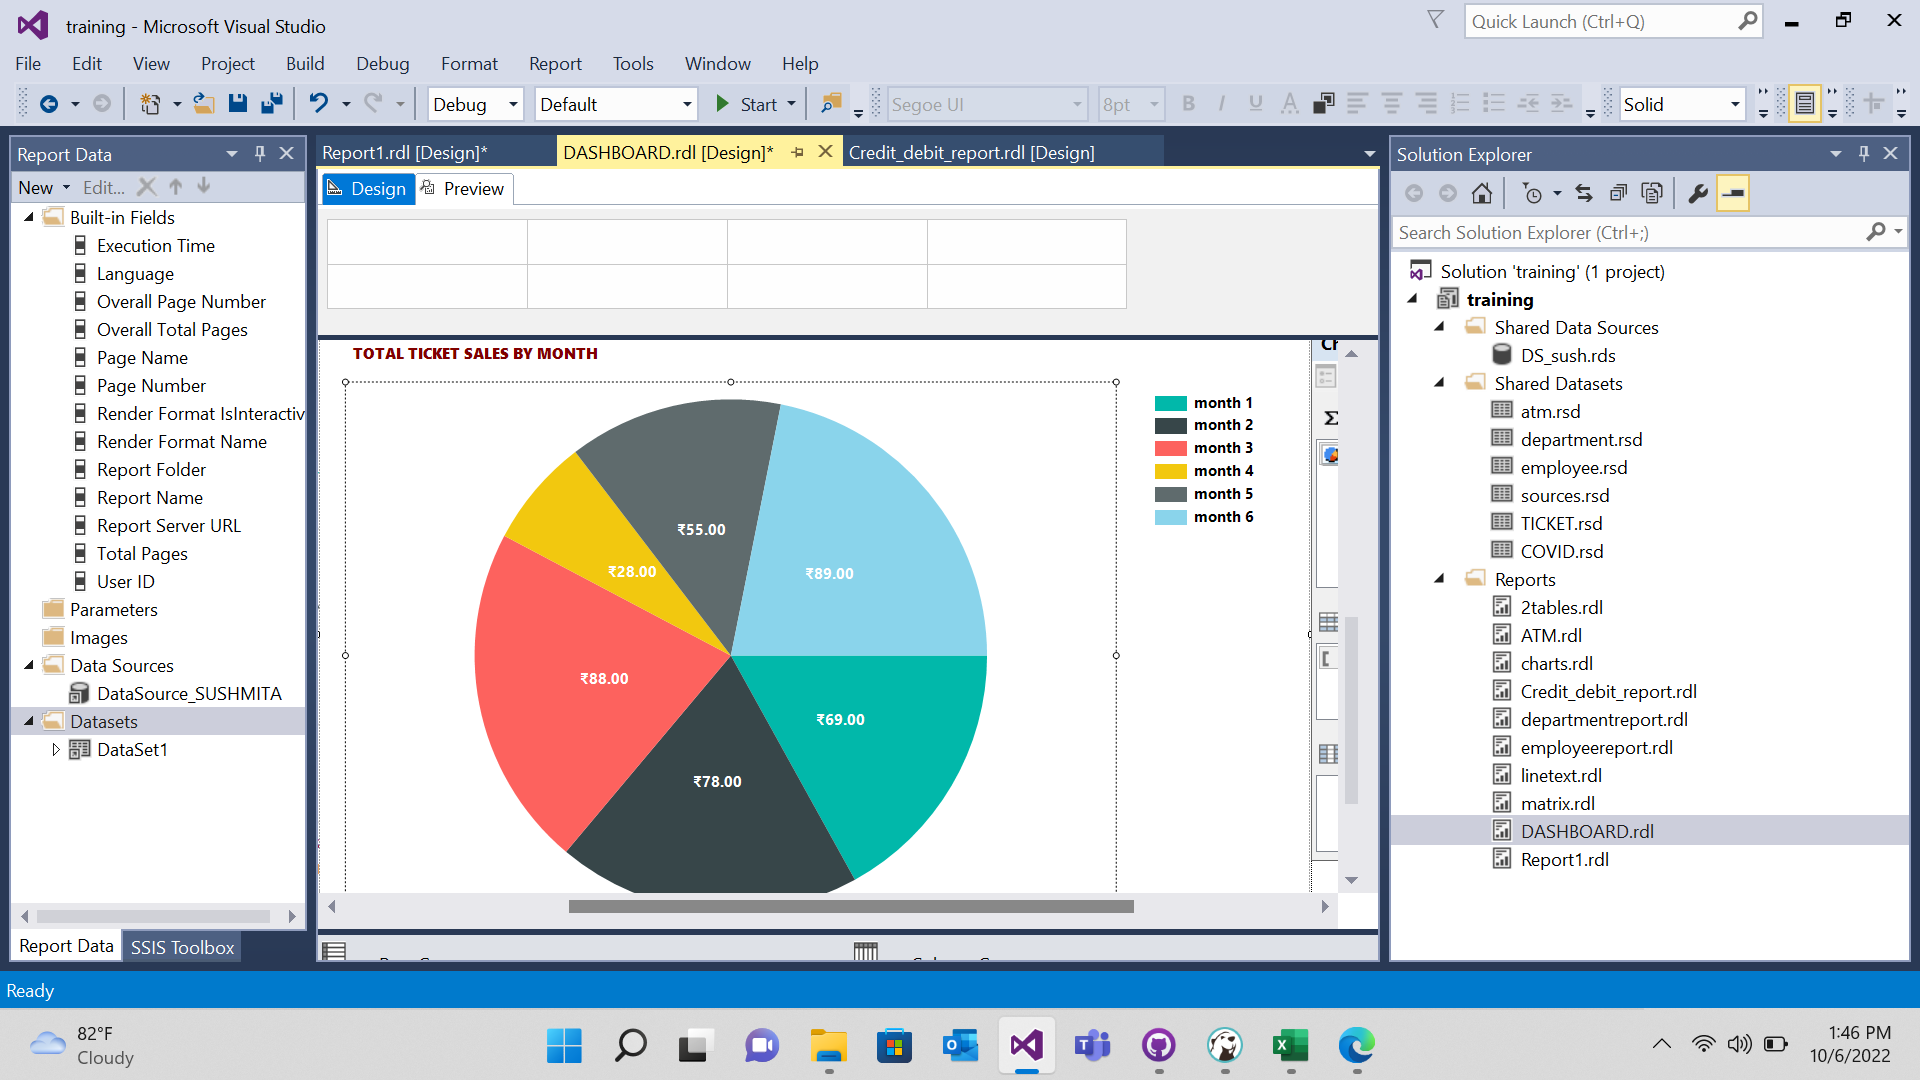 training - Microsoft Visual Studio
Quick Launch (Ctrl+Q)
File Edit View Project Build Debug Format Report Tools Window Help
Debug Default Start Segoe UI 8pt B I U A Solid
Report Data
New Edit...
Built-in Fields
Execution Time
Language
Overall Page Number
Overall Total Pages
Page Name
Page Number
Render Format IsInteractiv
Render Format Name
Report Folder
Report Name
Report Server URL
Total Pages
User ID
Parameters
Images
Data Sources
DataSource_SUSHMITA
Datasets
DataSet1
Report Data SSIS Toolbox
Report1.rdl [Design]* DASHBOARD.rdl [Design]* Credit_debit_report.rdl [Design]
Design Preview
TOTAL TICKET SALES BY MONTH
month 1
month 2
month 3
month 4
month 5
month 6
₹55.00
₹89.00
₹28.00
₹88.00
₹69.00
₹78.00
Σ
Solution Explorer
Search Solution Explorer (Ctrl+;)
Solution 'training' (1 project)
training
Shared Data Sources
DS_sush.rds
Shared Datasets
atm.rsd
department.rsd
employee.rsd
sources.rsd
TICKET.rsd
COVID.rsd
Reports
2tables.rdl
ATM.rdl
charts.rdl
Credit_debit_report.rdl
departmentreport.rdl
employeereport.rdl
linetext.rdl
matrix.rdl
DASHBOARD.rdl
Report1.rdl
Ready
82°F
Cloudy
1:46 PM
10/6/2022